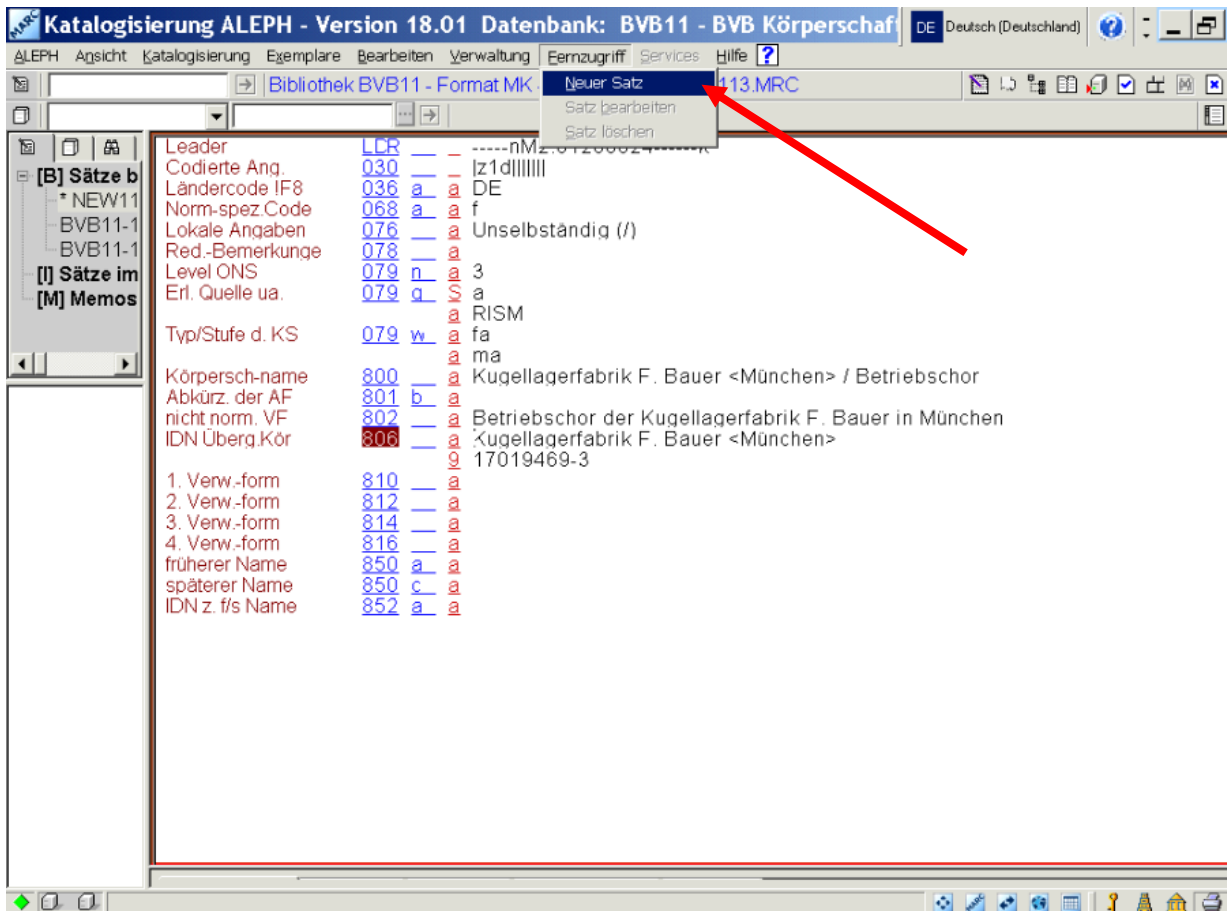 MARC Katalogisierung ALEPH - Version 18.01 Datenbank: BVB11 - BVB Körperschaf
DE Deutsch (Deutschland)
ALEPH Ansicht Katalogisierung Exemplare Bearbeiten Verwaltung Fernzugriff Services Hilfe ?
Bibliothek BVB11 - Format MK 113.MRC
Neuer Satz
Satz bearbeiten
Satz löschen
[B] Sätze b
* NEW11
BVB11-1
BVB11-1
[I] Sätze im
[M] Memos
Leader LDR
Codierte Ang. 030 |z1d|||||||
Ländercode !F8 036 a a DE
Norm-spez.Code 068 a a f
Lokale Angaben 076 a Unselbständig (/)
Red.-Bemerkunge 078 a
Level ONS 079 n a 3
Erl. Quelle ua. 079 q S a
a RISM
Typ/Stufe d. KS 079 w a fa
a ma
Körpersch-name 800 a Kugellagerfabrik F. Bauer <München> / Betriebschor
Abkürz. der AF 801 b a
nicht norm. VF 802 a Betriebschor der Kugellagerfabrik F. Bauer in München
IDN Überg.Kör 806 a Kugellagerfabrik F. Bauer <München>
9 17019469-3
1. Verw.-form 810 a
2. Verw.-form 812 a
3. Verw.-form 814 a
4. Verw.-form 816 a
früherer Name 850 a a
späterer Name 850 c a
IDN z. f/s Name 852 a a